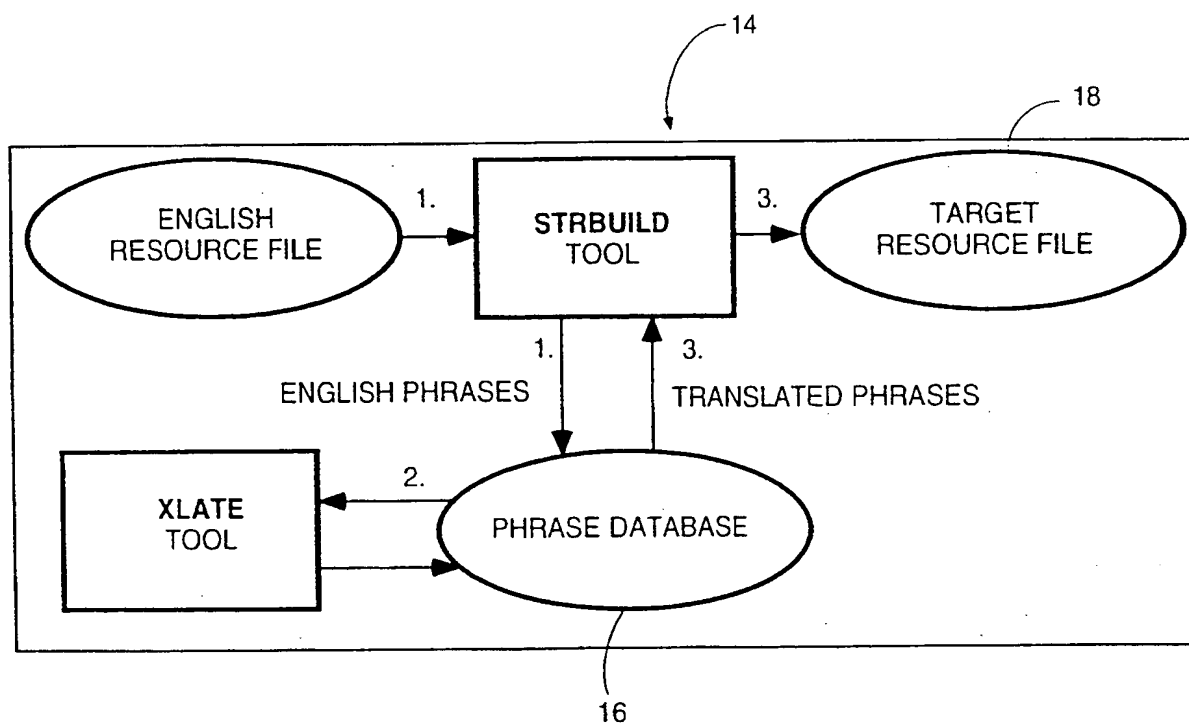 14
18
ENGLISH
RESOURCE FILE
1.
STRBUILD
TOOL
3.
TARGET
RESOURCE FILE
1.
3.
ENGLISH PHRASES
TRANSLATED PHRASES
XLATE
TOOL
2.
PHRASE DATABASE
16